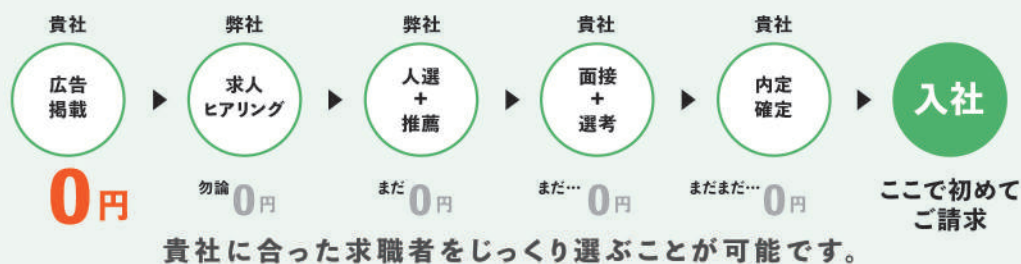 貴社
広告
掲載
0円
弊社
求人
ヒアリング
勿論0円
弊社
人選
+
推薦
まだ0円
貴社
面接
+
選考
まだ…0円
貴社
内定
確定
まだまだ…0円
入社
ここで初めて
ご請求
貴社に合った求職者をじっくり選ぶことが可能です。